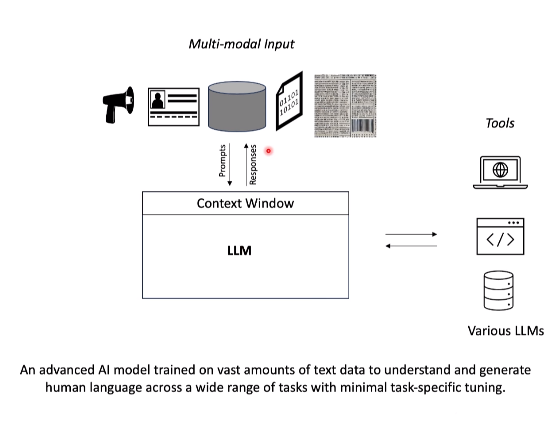 Multi-modal Input
01101
10101
Tools
Prompts
Responses
Context Window
LLM
</>
Various LLMs
An advanced AI model trained on vast amounts of text data to understand and generate
human language across a wide range of tasks with minimal task-specific tuning.